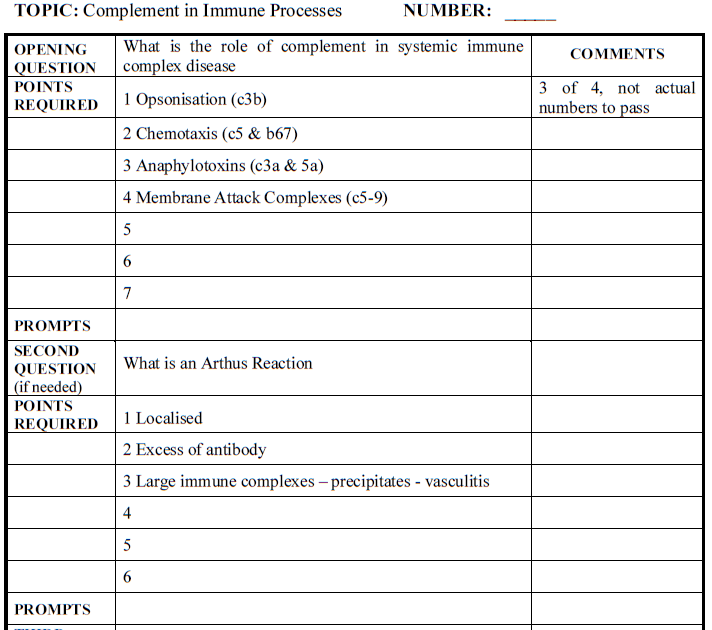 TOPIC: Complement in Immune Processes NUMBER: _____
OPENING QUESTION What is the role of complement in systemic immune complex disease COMMENTS
POINTS REQUIRED 1 Opsonisation (c3b) 3 of 4, not actual numbers to pass
2 Chemotaxis (c5 & b67)
3 Anaphylotoxins (c3a & 5a)
4 Membrane Attack Complexes (c5-9)
5
6
7
PROMPTS
SECOND QUESTION (if needed) What is an Arthus Reaction
POINTS REQUIRED 1 Localised
2 Excess of antibody
3 Large immune complexes – precipitates - vasculitis
4
5
6
PROMPTS